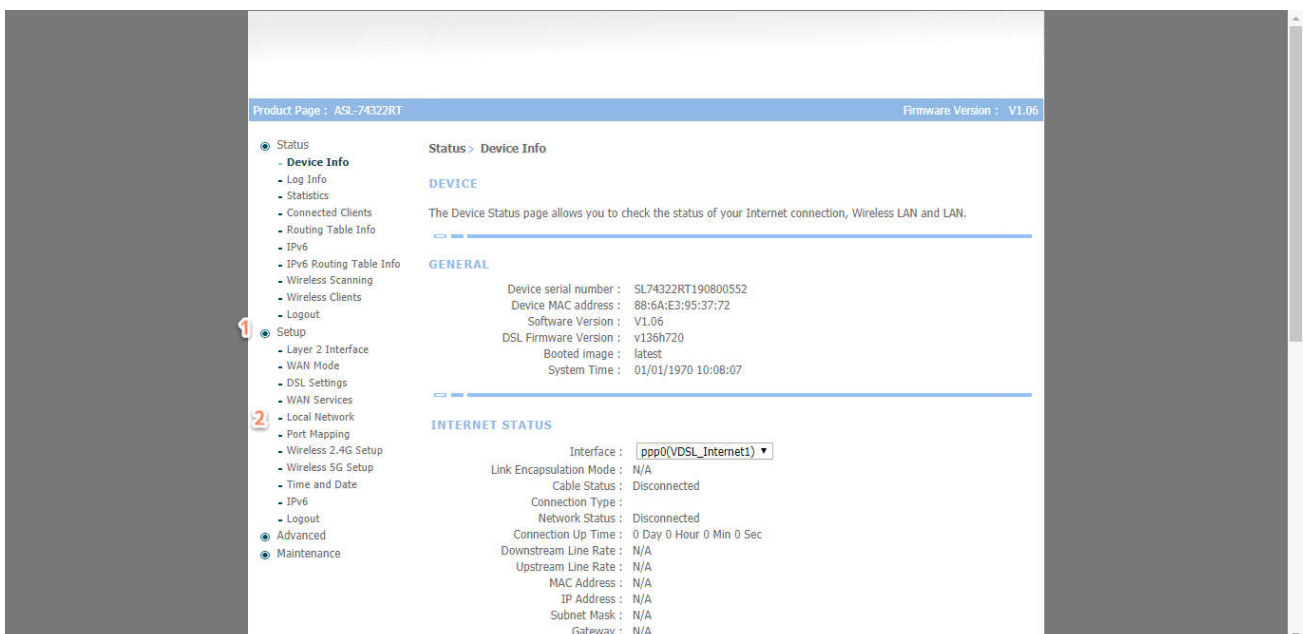 Product Page : ASL-74322RT Firmware Version : V1.06
Status
- Device Info
- Log Info
- Statistics
- Connected Clients
- Routing Table Info
- IPv6
- IPv6 Routing Table Info
- Wireless Scanning
- Wireless Clients
- Logout
1 Setup
- Layer 2 Interface
- WAN Mode
- DSL Settings
- WAN Services
2 - Local Network
- Port Mapping
- Wireless 2.4G Setup
- Wireless 5G Setup
- Time and Date
- IPv6
- Logout
Advanced
Maintenance
Status > Device Info
DEVICE
The Device Status page allows you to check the status of your Internet connection, Wireless LAN and LAN.
GENERAL
Device serial number : SL74322RT190800552
Device MAC address : 88:6A:E3:95:37:72
Software Version : V1.06
DSL Firmware Version : v136h720
Booted image : latest
System Time : 01/01/1970 10:08:07
INTERNET STATUS
Interface : ppp0(VDSL_Internet1)
Link Encapsulation Mode : N/A
Cable Status : Disconnected
Connection Type :
Network Status : Disconnected
Connection Up Time : 0 Day 0 Hour 0 Min 0 Sec
Downstream Line Rate : N/A
Upstream Line Rate : N/A
MAC Address : N/A
IP Address : N/A
Subnet Mask : N/A
Gateway : N/A